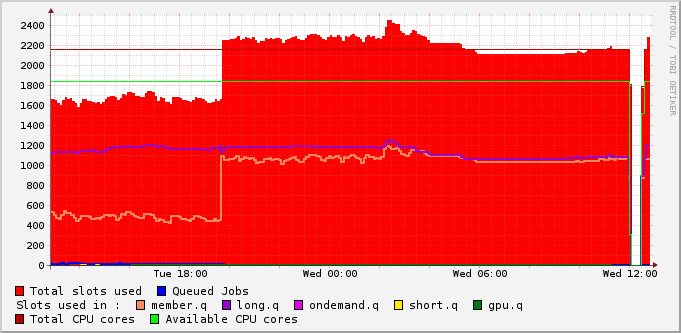 2400
2200
2000
1800
1600
1400
1200
1000
800
600
400
200
0
Tue 18:00 Wed 00:00 Wed 06:00 Wed 12:00
Total slots used Queued Jobs
Slots used in : member.q long.q ondemand.q short.q gpu.q
Total CPU cores Available CPU cores
RRDTOOL / TOBI OETIKER